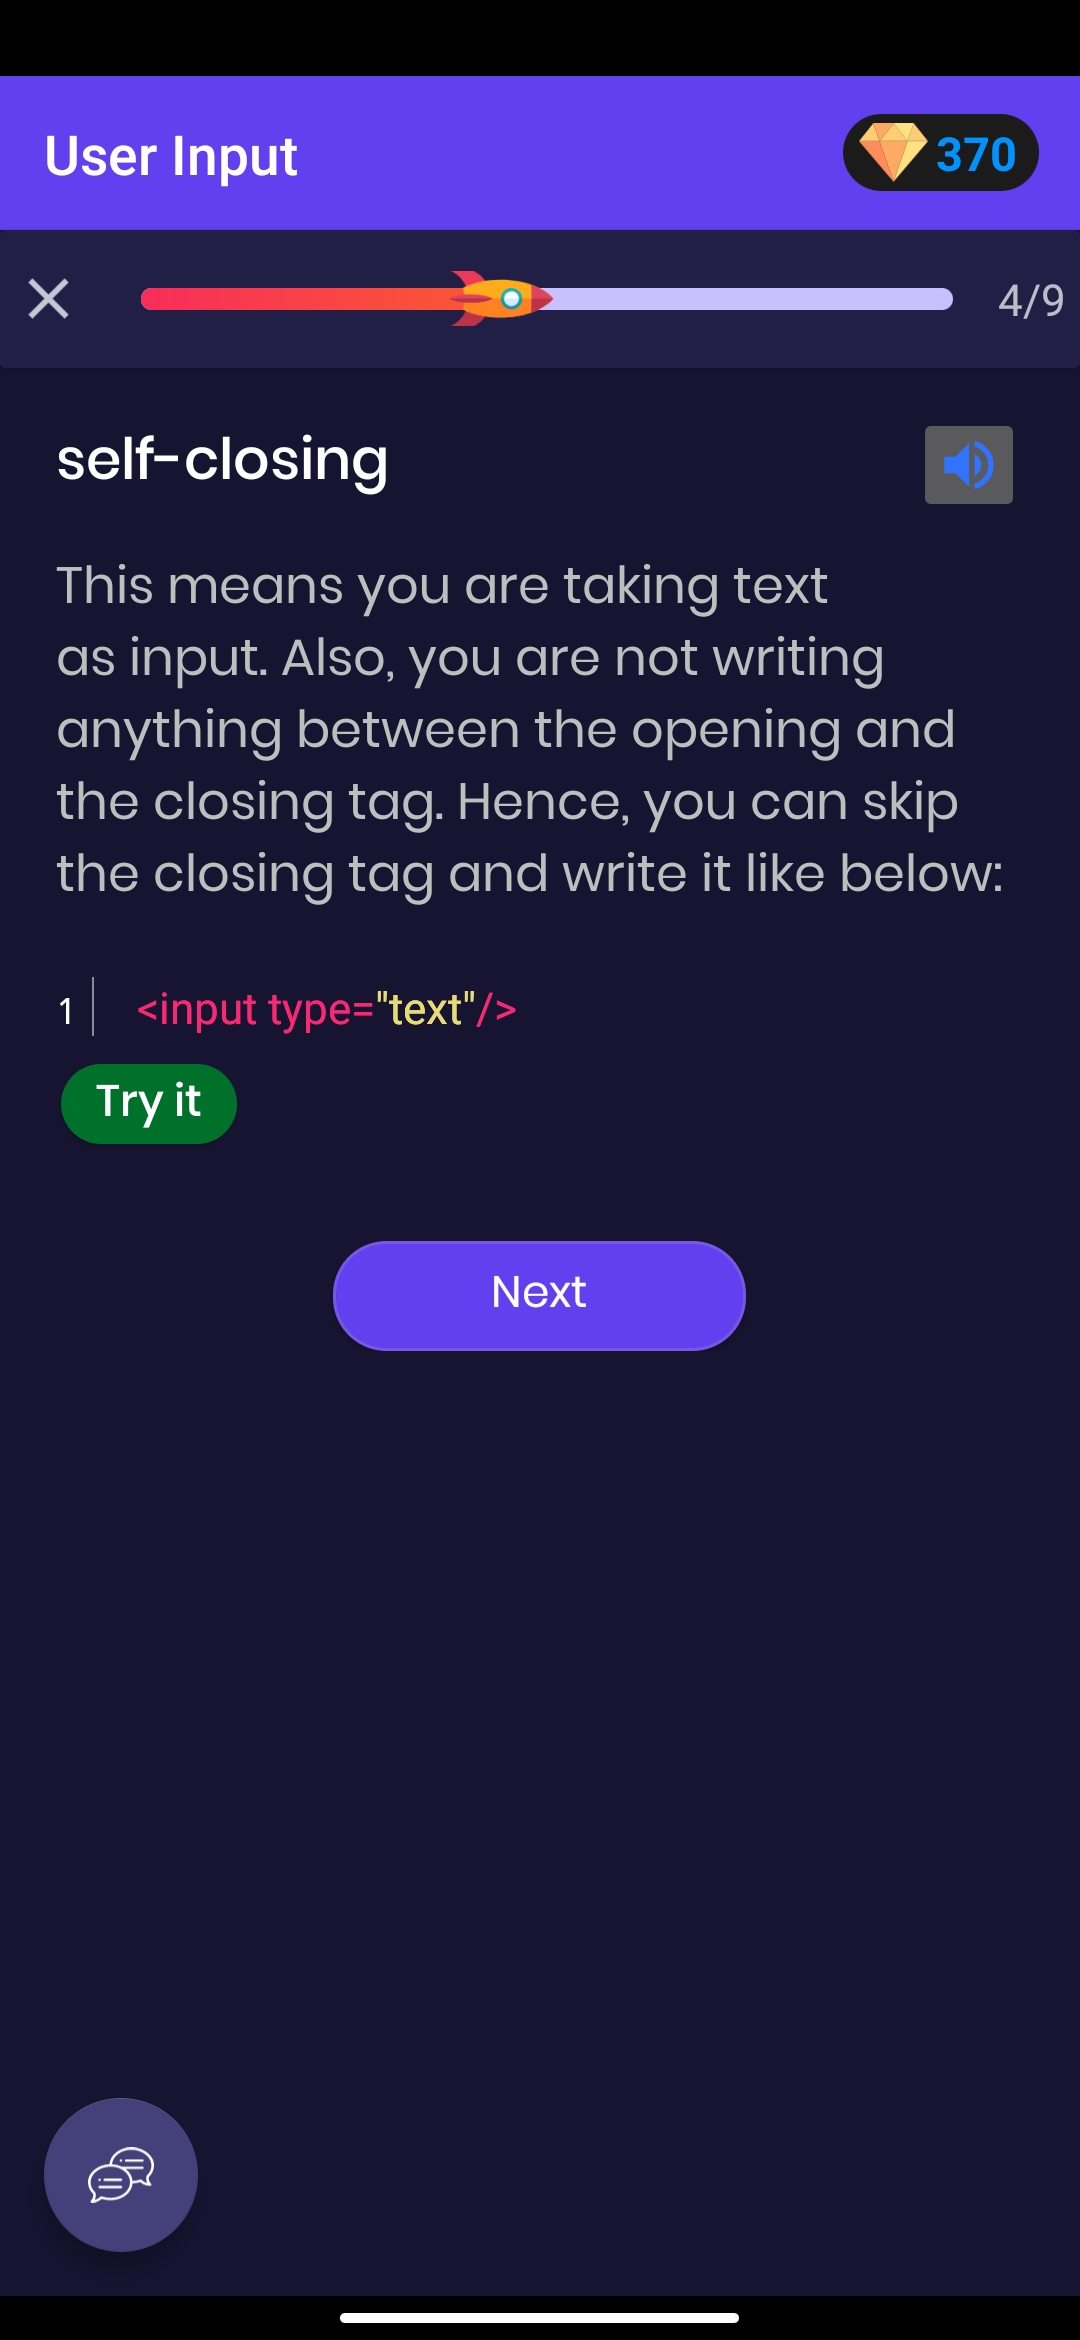 User Input
370
4/9
self-closing
This means you are taking text
as input. Also, you are not writing
anything between the opening and
the closing tag. Hence, you can skip
the closing tag and write it like below:
1 <input type="text"/>
Try it
Next